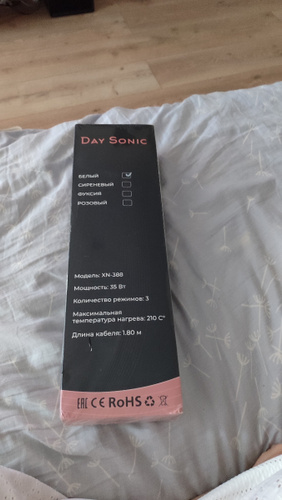 DAY SONIC
БЕЛЫЙ
СИРЕНЕВЫЙ
ФУКСИЯ
РОЗОВЫЙ
Модель: XN-388
Мощность: 35 Вт
Количество режимов: 3
Максимальная
температура нагрева: 210 C°
Длина кабеля: 1.80 м
EAC CE RoHS